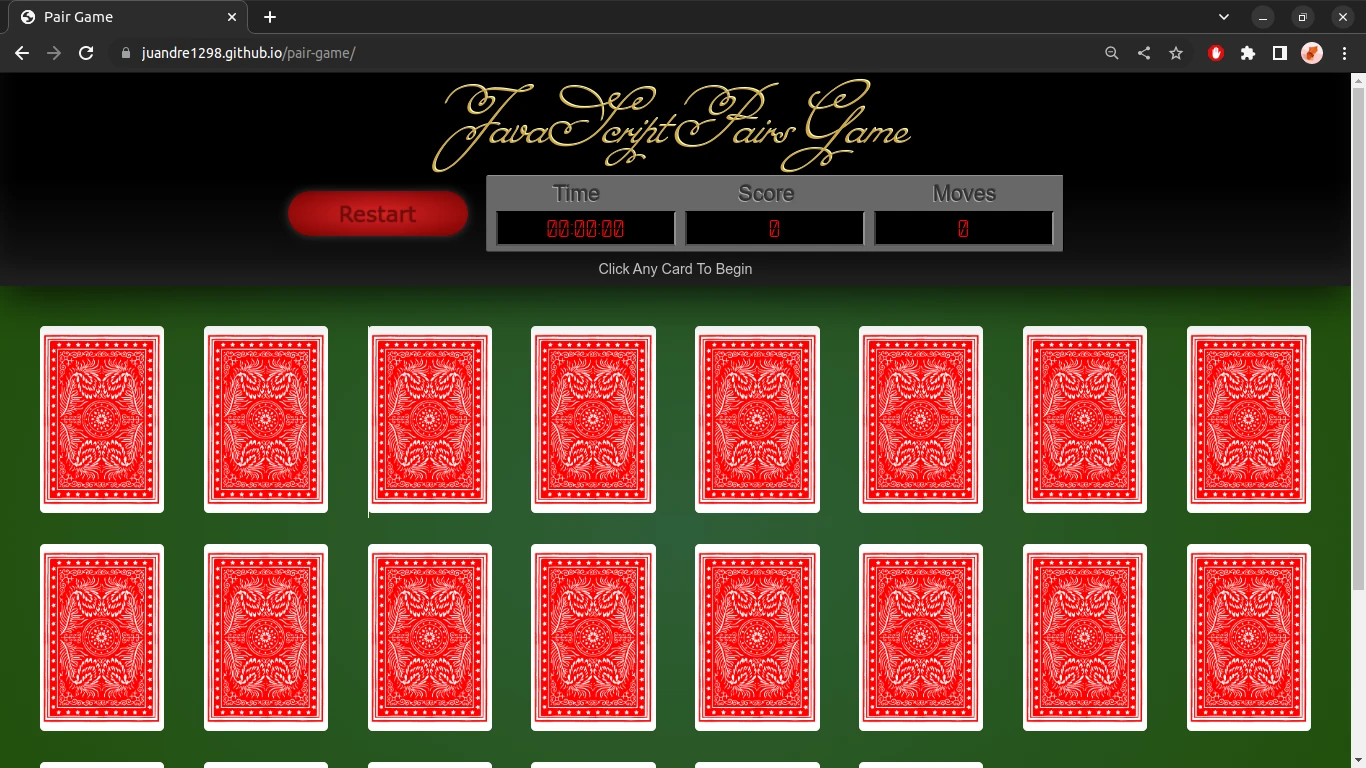 Pair Game
juandre1298.github.io/pair-game/
JavaScript Pairs Game
Restart
Time Score Moves
00:00:00 0 0
Click Any Card To Begin